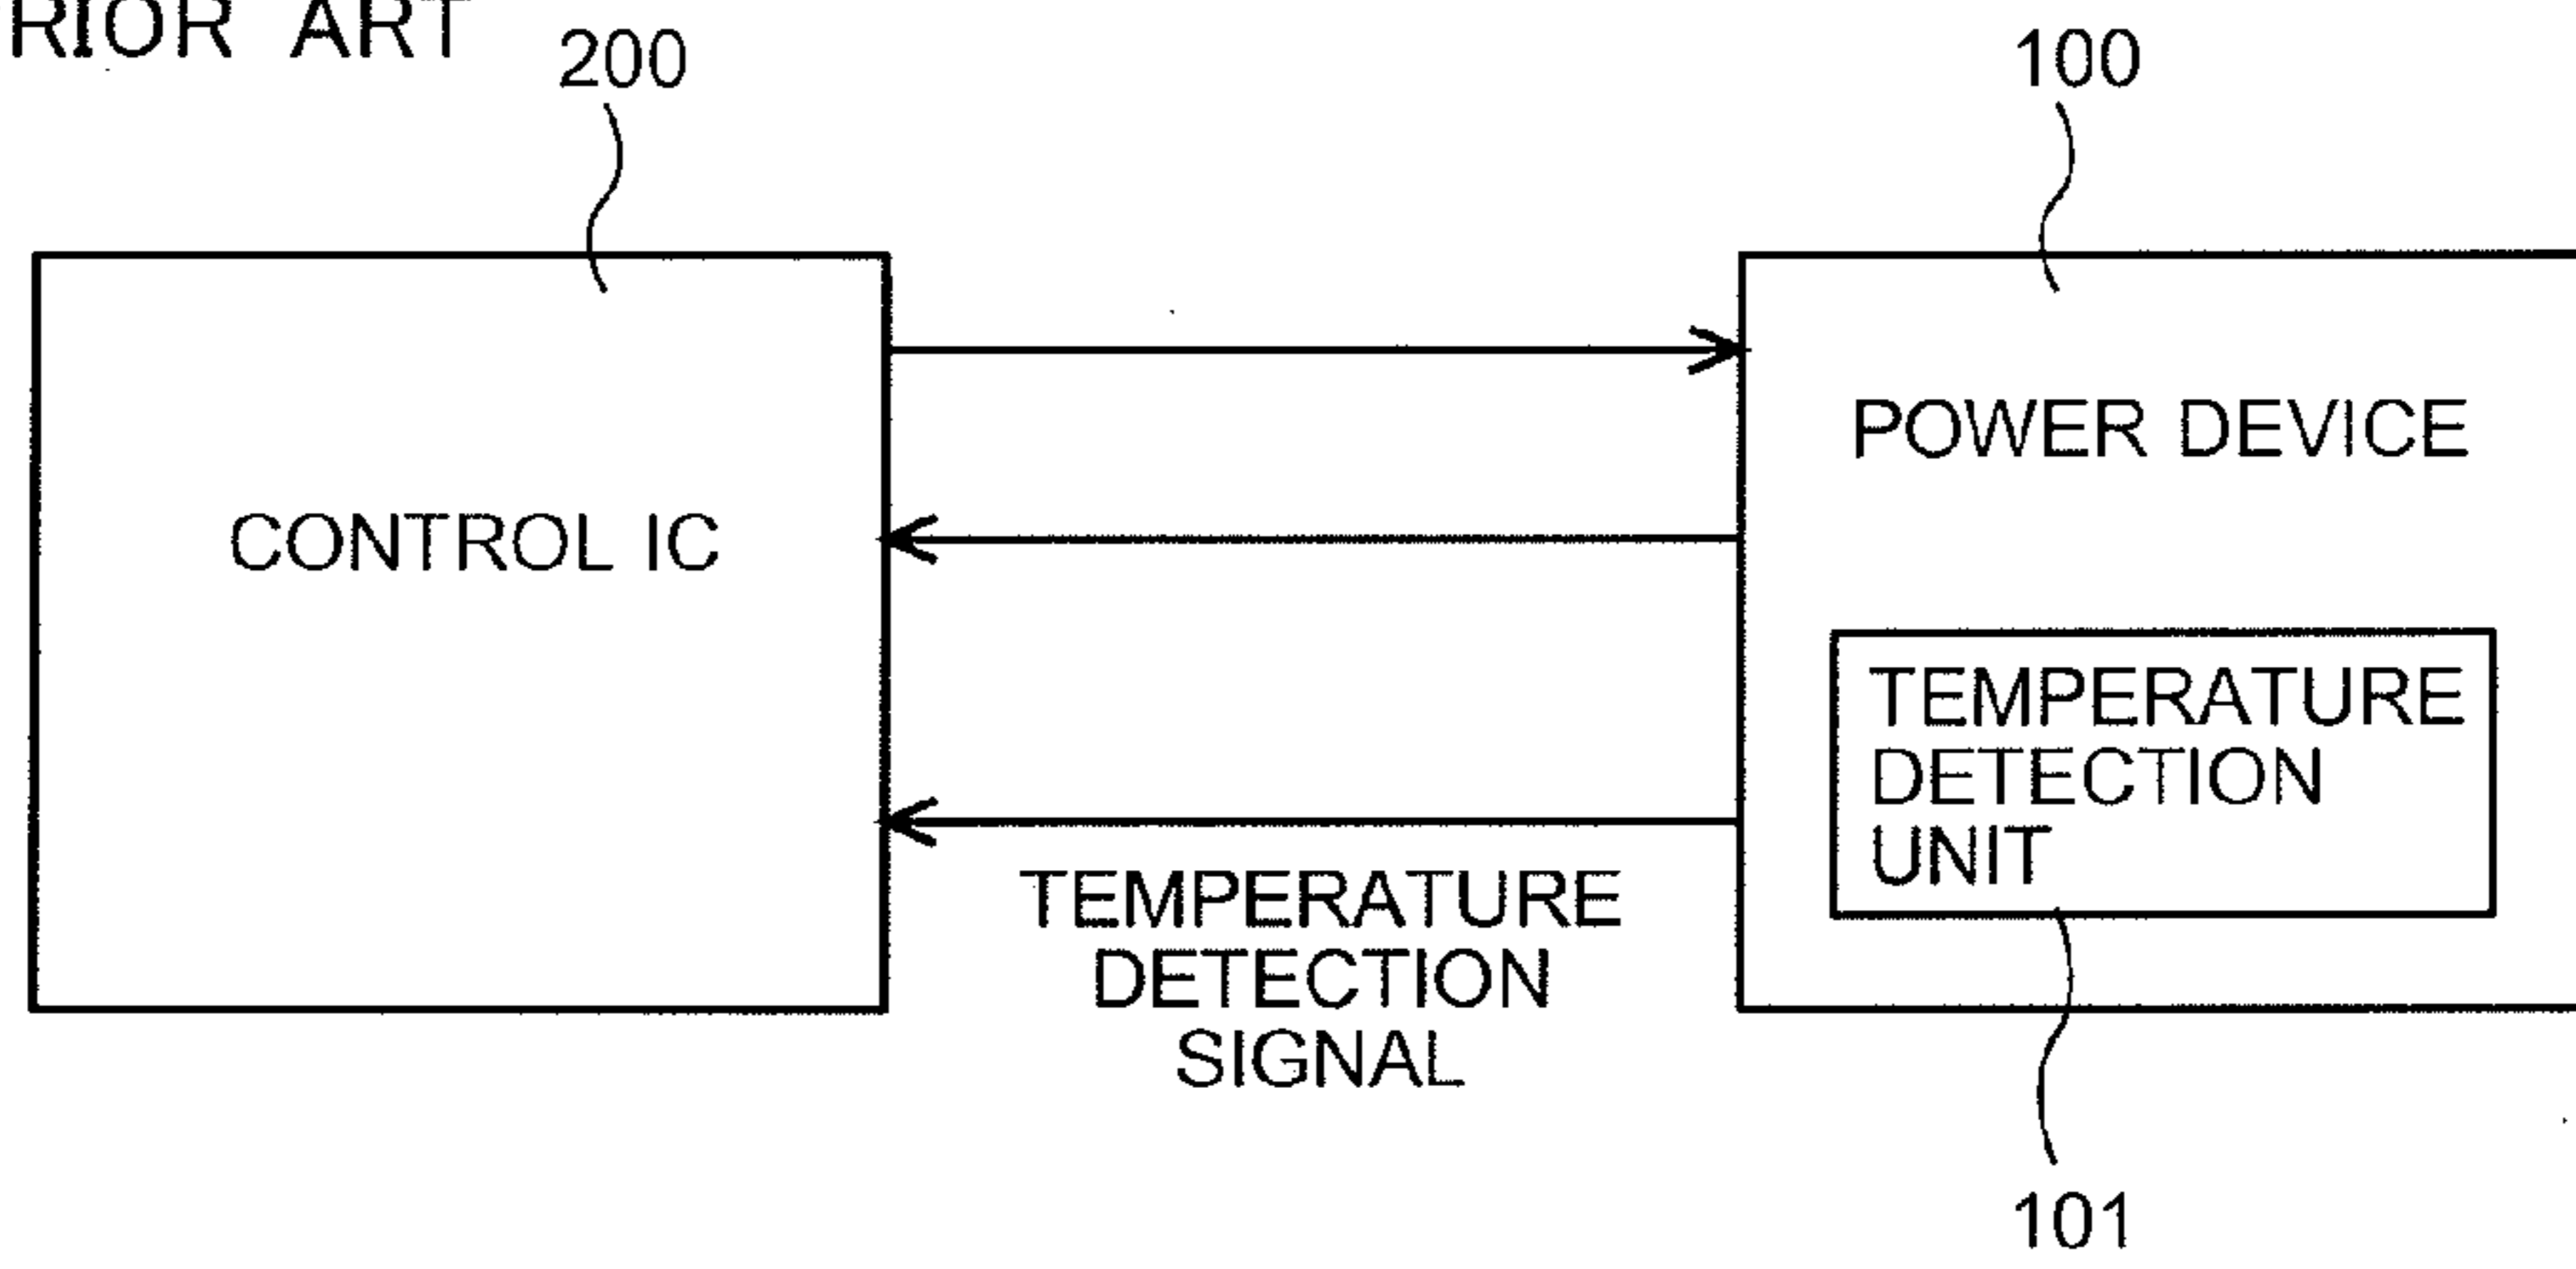 RIOR ART
200
100
CONTROL IC
POWER DEVICE
TEMPERATURE
DETECTION
UNIT
TEMPERATURE
DETECTION
SIGNAL
101